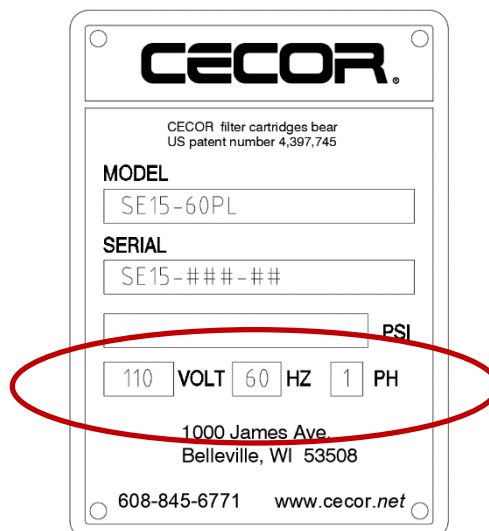 CECOR®
CECOR filter cartridges bear
US patent number 4,397,745
MODEL
SE15-60PL
SERIAL
SE15-###-##
PSI
110 VOLT 60 HZ 1 PH
1000 James Ave.
Belleville, WI 53508
608-845-6771 www.cecor.net